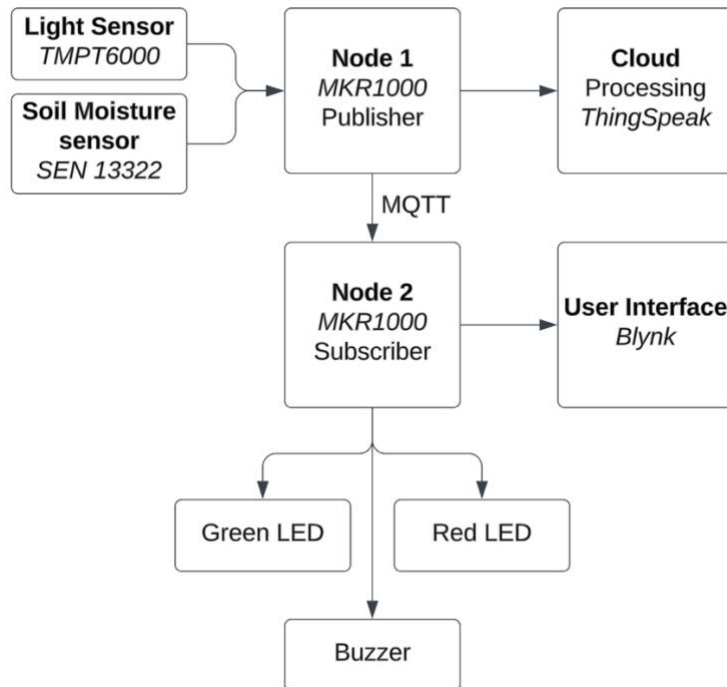 Light Sensor
TMPT6000
Soil Moisture
sensor
SEN 13322
Node 1
MKR1000
Publisher
Cloud
Processing
ThingSpeak
MQTT
Node 2
MKR1000
Subscriber
User Interface
Blynk
Green LED
Red LED
Buzzer